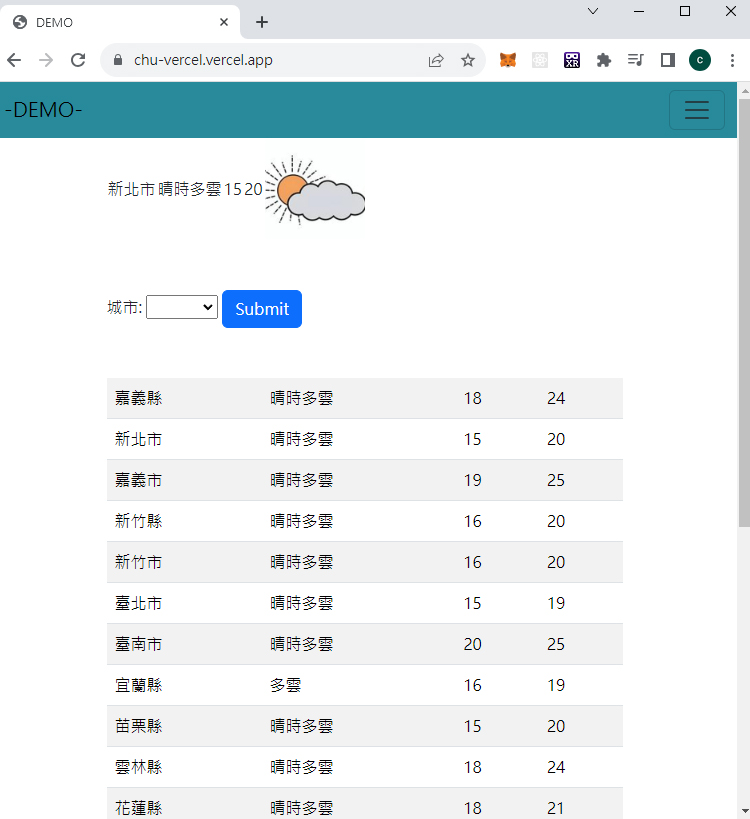 DEMO
chu-vercel.vercel.app
XR
C
-DEMO-
新北市 晴時多雲 15 20
城市: Submit
嘉義縣 晴時多雲 18 24
新北市 晴時多雲 15 20
嘉義市 晴時多雲 19 25
新竹縣 晴時多雲 16 20
新竹市 晴時多雲 16 20
臺北市 晴時多雲 15 19
臺南市 晴時多雲 20 25
宜蘭縣 多雲 16 19
苗栗縣 晴時多雲 15 20
雲林縣 晴時多雲 18 24
花蓮縣 晴時多雲 18 21